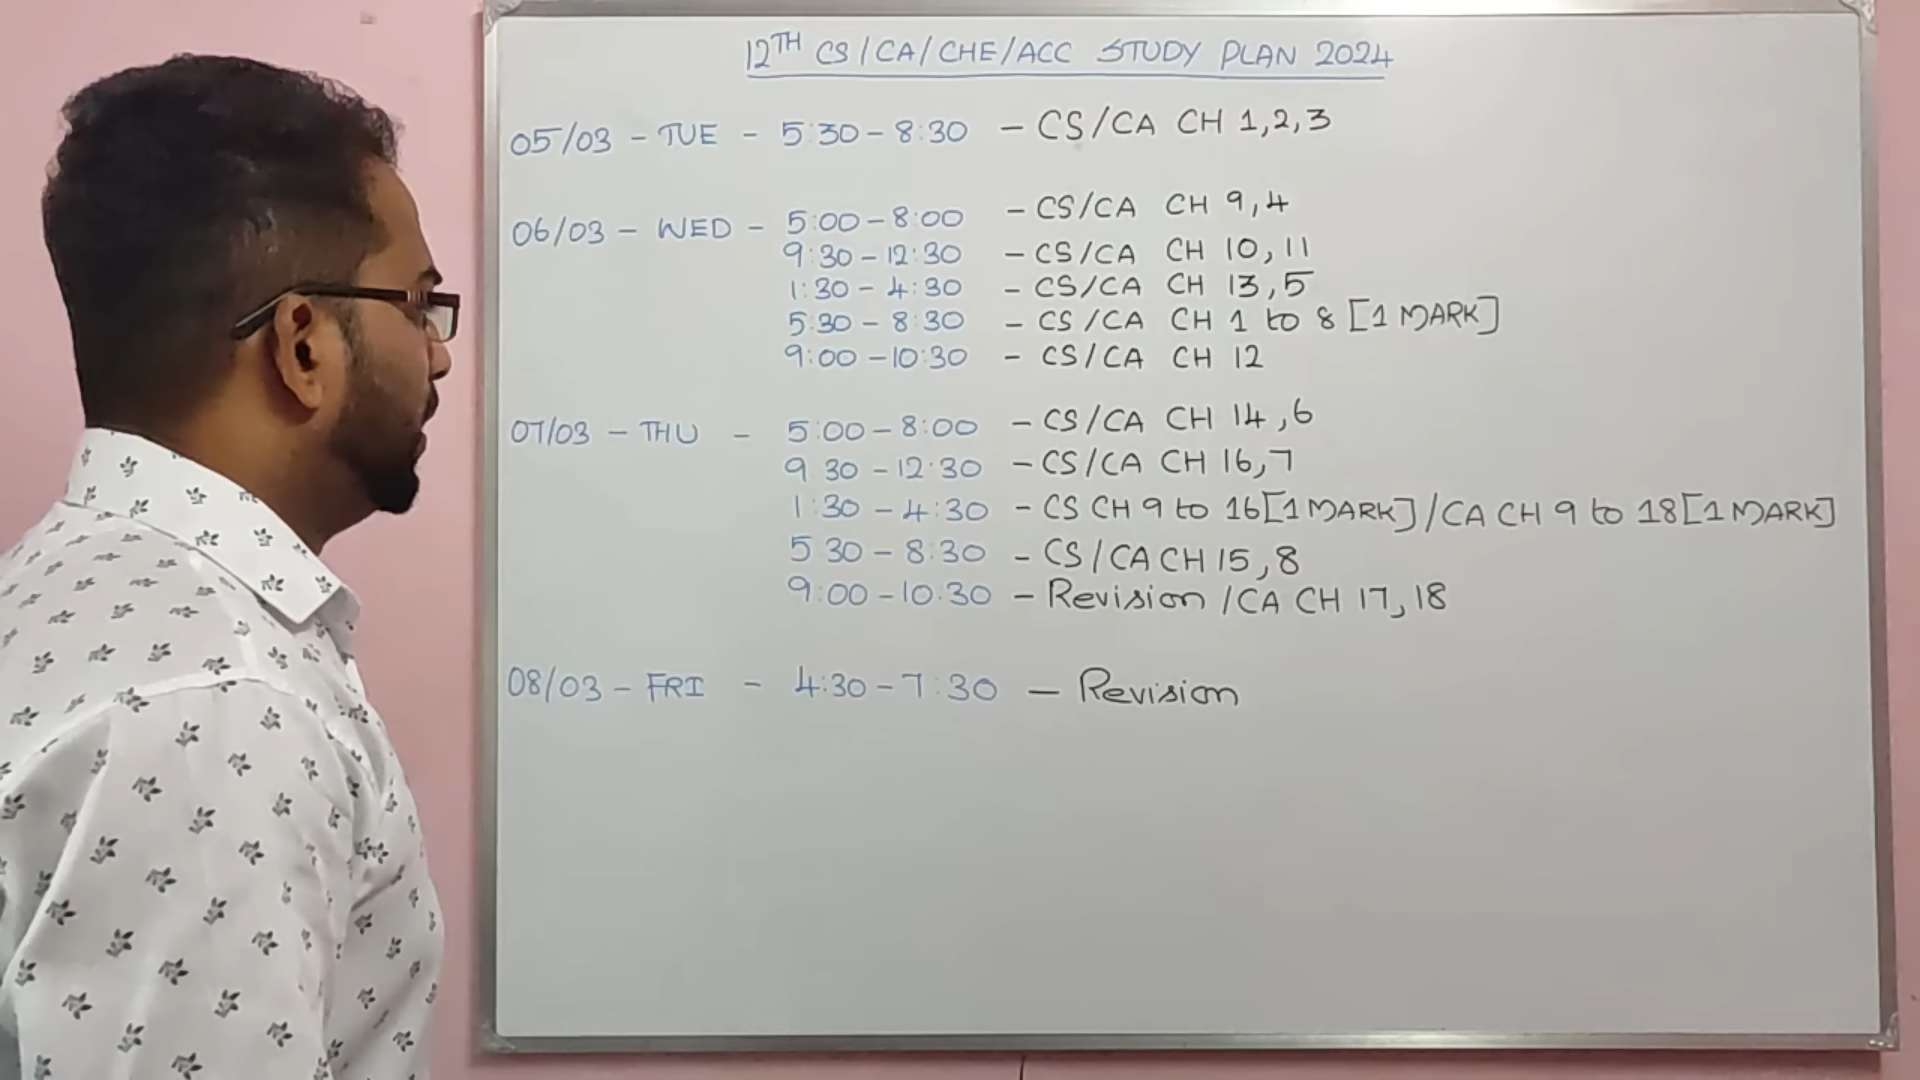 12TH CS/CA/CHE/ACC STUDY PLAN 2024
05/03 - TUE - 5:30 - 8:30 - CS/CA CH 1,2,3
06/03 - WED - 5:00 - 8:00 - CS/CA CH 9,4
9:30 - 12:30 - CS/CA CH 10,11
1:30 - 4:30 - CS/CA CH 13,5
5:30 - 8:30 - CS/CA CH 1 to 8 [1 MARK]
9:00 - 10:30 - CS/CA CH 12
07/03 - THU - 5:00 - 8:00 - CS/CA CH 14,6
9 30 - 12:30 - CS/CA CH 16,7
1:30 - 4:30 - CS CH 9 to 16[1 MARK]/CA CH 9 to 18[1 MARK]
5 30 - 8:30 - CS/CA CH 15,8
9:00 - 10:30 - Revision /CA CH 17,18
08/03 - FRI - 4:30 - 7:30 - Revision